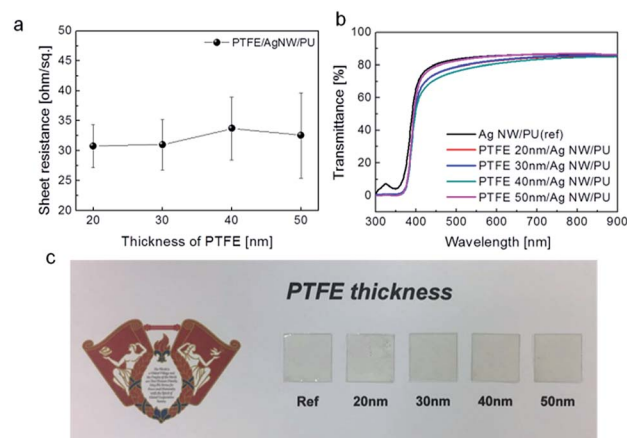 a
PTFE/AgNW/PU
Sheet resistance [ohm/sq.]
50
45
40
35
30
25
20
20 30 40 50
Thickness of PTFE [nm]
b
Transmittance [%]
100
80
60
40
20
0
Ag NW/PU(ref)
PTFE 20nm/Ag NW/PU
PTFE 30nm/Ag NW/PU
PTFE 40nm/Ag NW/PU
PTFE 50nm/Ag NW/PU
300 400 500 600 700 800 900
Wavelength [nm]
c
PTFE thickness
Ref 20nm 30nm 40nm 50nm